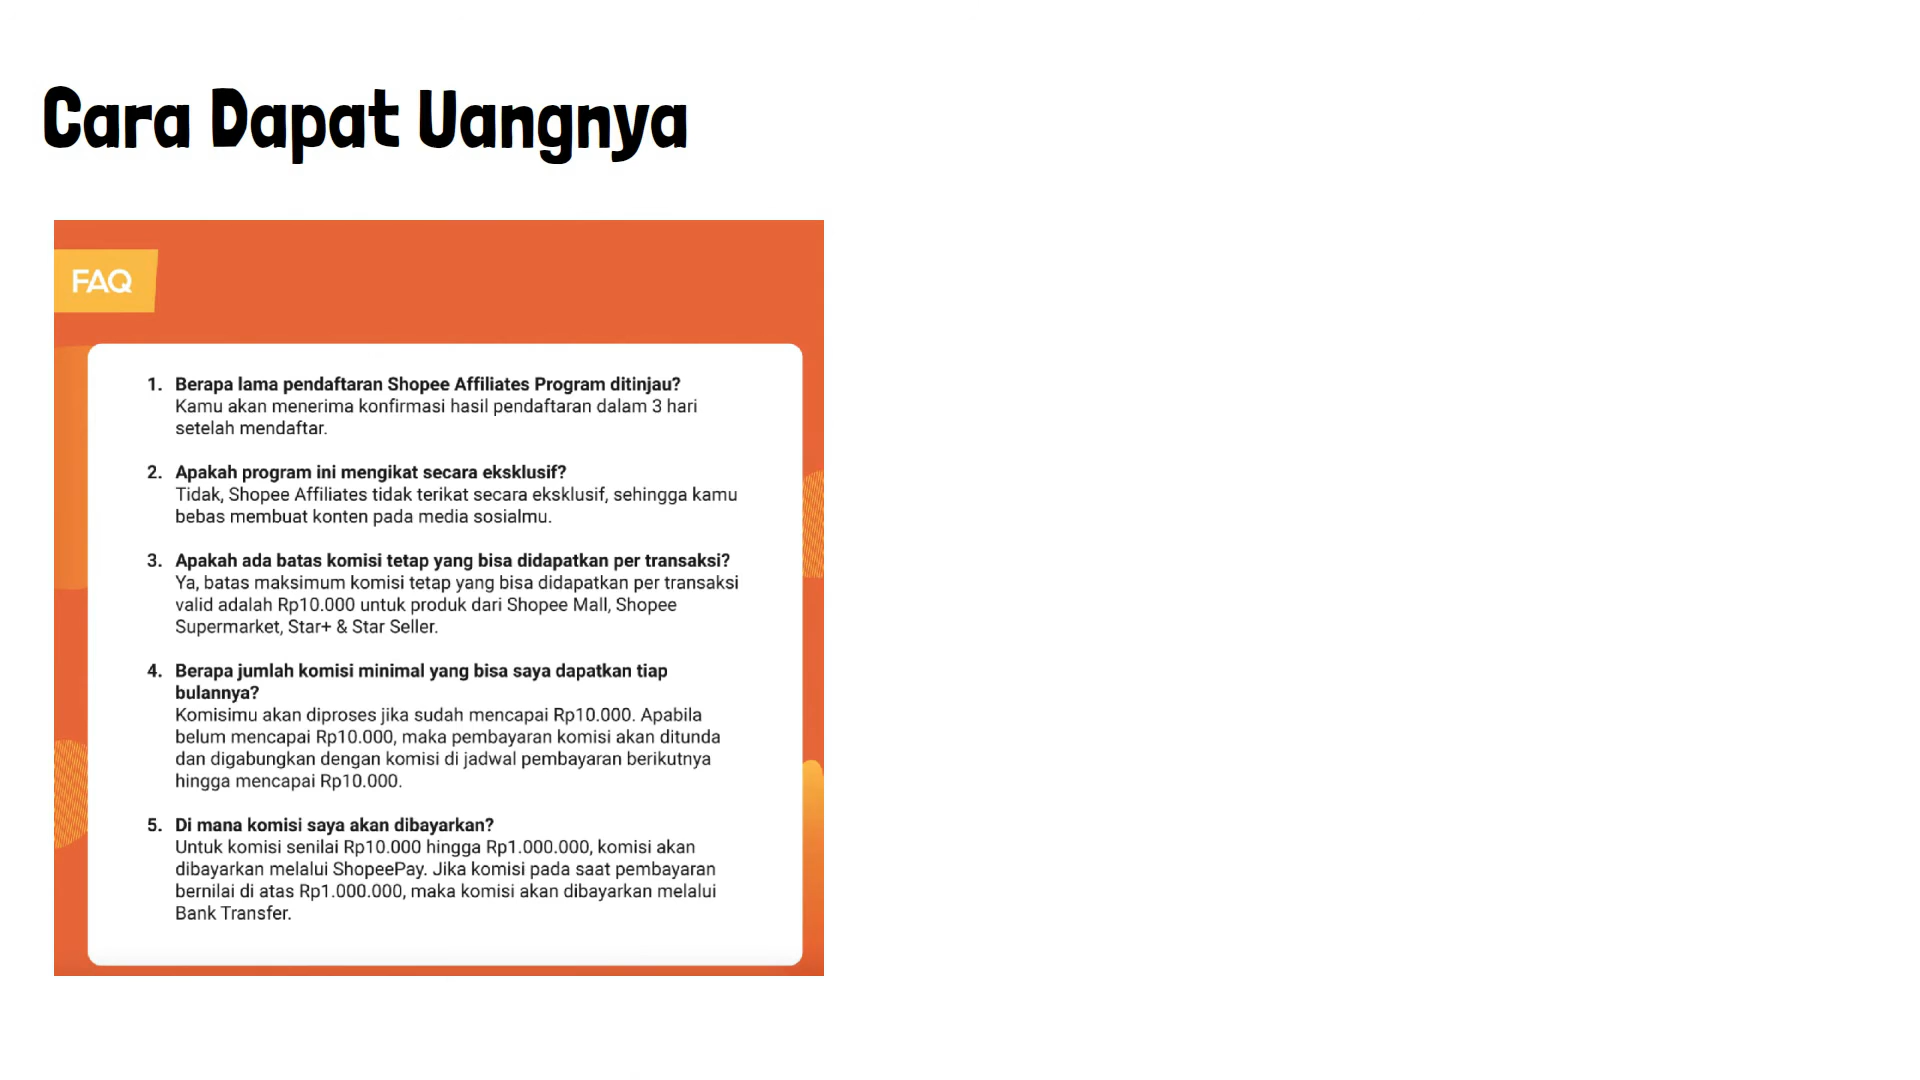 Cara Dapat Uangnya
FAQ
1. Berapa lama pendaftaran Shopee Affiliates Program ditinjau?
Kamu akan menerima konfirmasi hasil pendaftaran dalam 3 hari
setelah mendaftar.
2. Apakah program ini mengikat secara eksklusif?
Tidak, Shopee Affiliates tidak terikat secara eksklusif, sehingga kamu
bebas membuat konten pada media sosialmu.
3. Apakah ada batas komisi tetap yang bisa didapatkan per transaksi?
Ya, batas maksimum komisi tetap yang bisa didapatkan per transaksi
valid adalah Rp10.000 untuk produk dari Shopee Mall, Shopee
Supermarket, Star+ & Star Seller.
4. Berapa jumlah komisi minimal yang bisa saya dapatkan tiap
bulannya?
Komisimu akan diproses jika sudah mencapai Rp10.000. Apabila
belum mencapai Rp10.000, maka pembayaran komisi akan ditunda
dan digabungkan dengan komisi di jadwal pembayaran berikutnya
hingga mencapai Rp10.000.
5. Di mana komisi saya akan dibayarkan?
Untuk komisi senilai Rp10.000 hingga Rp1.000.000, komisi akan
dibayarkan melalui ShopeePay. Jika komisi pada saat pembayaran
bernilai di atas Rp1.000.000, maka komisi akan dibayarkan melalui
Bank Transfer.